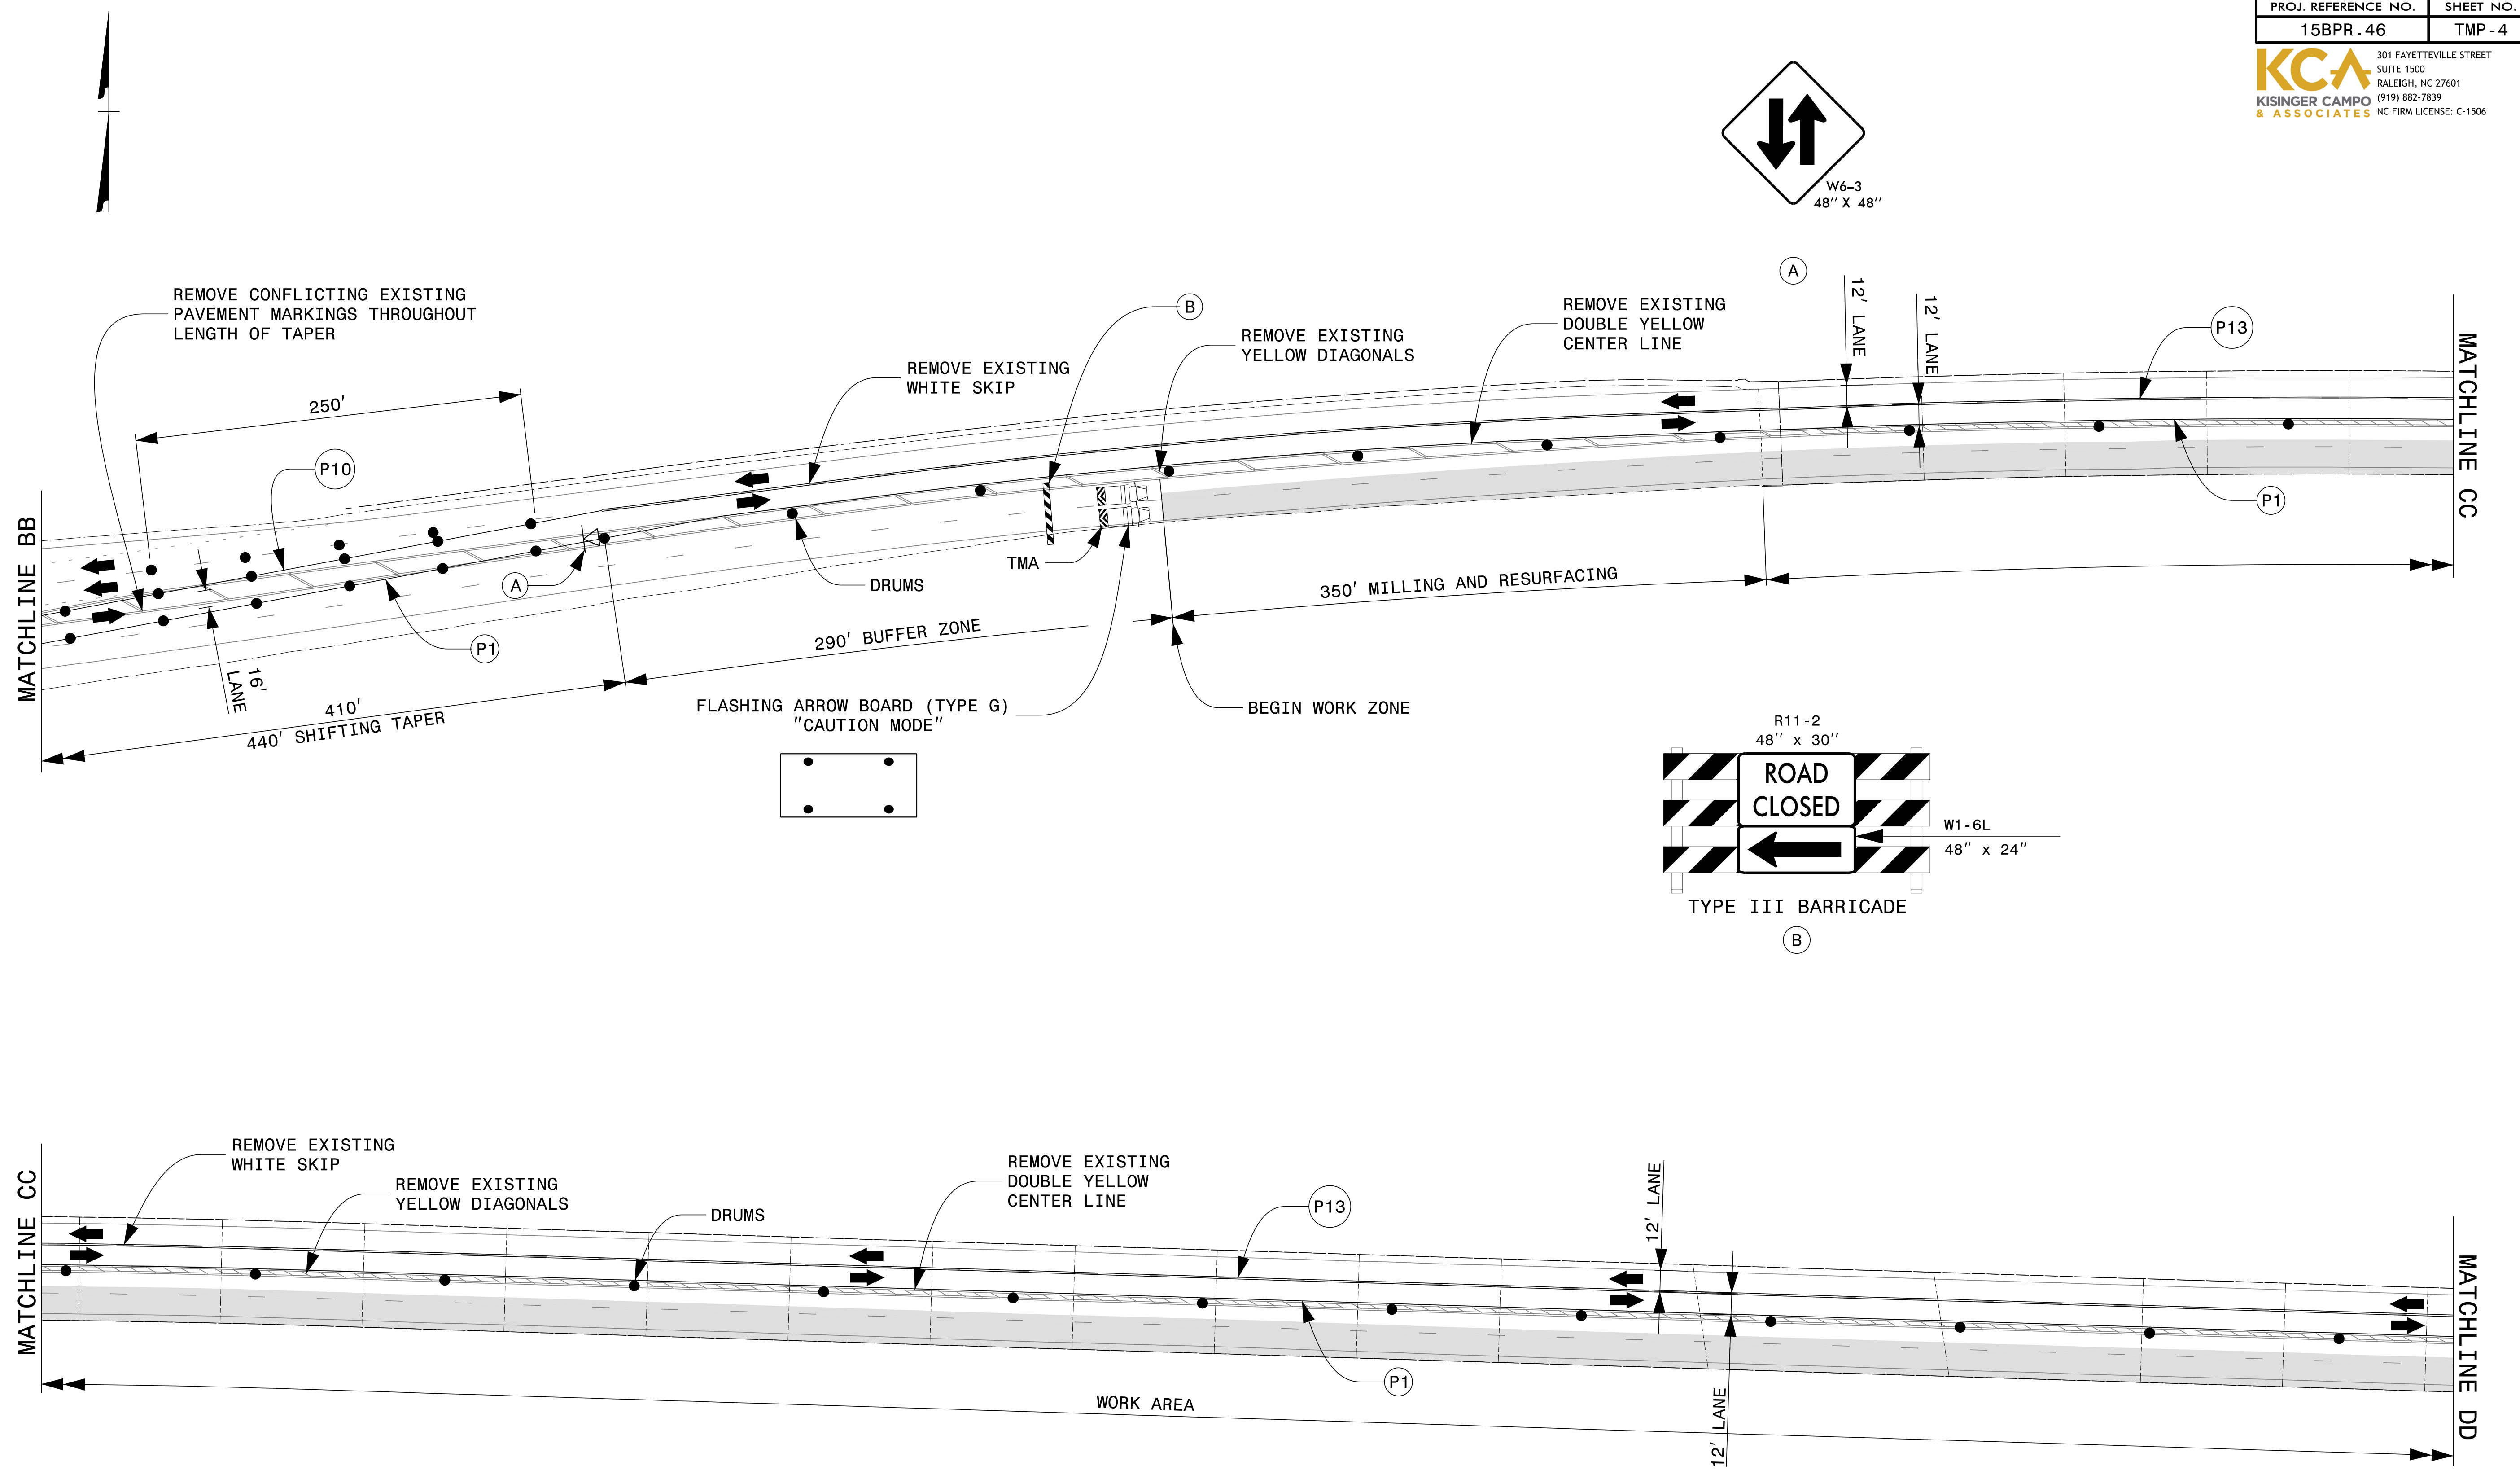 PROJ. REFERENCE NO. SHEET NO.
15BPR.46 TMP-4
KCA
KISINGER CAMPO
& ASSOCIATES
301 FAYETTEVILLE STREET
SUITE 1500
RALEIGH, NC 27601
(919) 882-7839
NC FIRM LICENSE: C-1506
W6-3
48" X 48"
A
REMOVE CONFLICTING EXISTING
PAVEMENT MARKINGS THROUGHOUT
LENGTH OF TAPER
B
REMOVE EXISTING
DOUBLE YELLOW
CENTER LINE
12' LANE
12' LANE
P13
REMOVE EXISTING
YELLOW DIAGONALS
REMOVE EXISTING
WHITE SKIP
250'
P10
MATCHLINE BB
MATCHLINE CC
P1
TMA
A
DRUMS
350' MILLING AND RESURFACING
290' BUFFER ZONE
P1
16'
LANE
410'
440' SHIFTING TAPER
FLASHING ARROW BOARD (TYPE G)
"CAUTION MODE"
BEGIN WORK ZONE
R11-2
48" x 30"
ROAD
CLOSED
W1-6L
48" x 24"
TYPE III BARRICADE
B
MATCHLINE CC
REMOVE EXISTING
WHITE SKIP
REMOVE EXISTING
YELLOW DIAGONALS
DRUMS
REMOVE EXISTING
DOUBLE YELLOW
CENTER LINE
P13
12' LANE
MATCHLINE DD
P1
WORK AREA
12' LANE